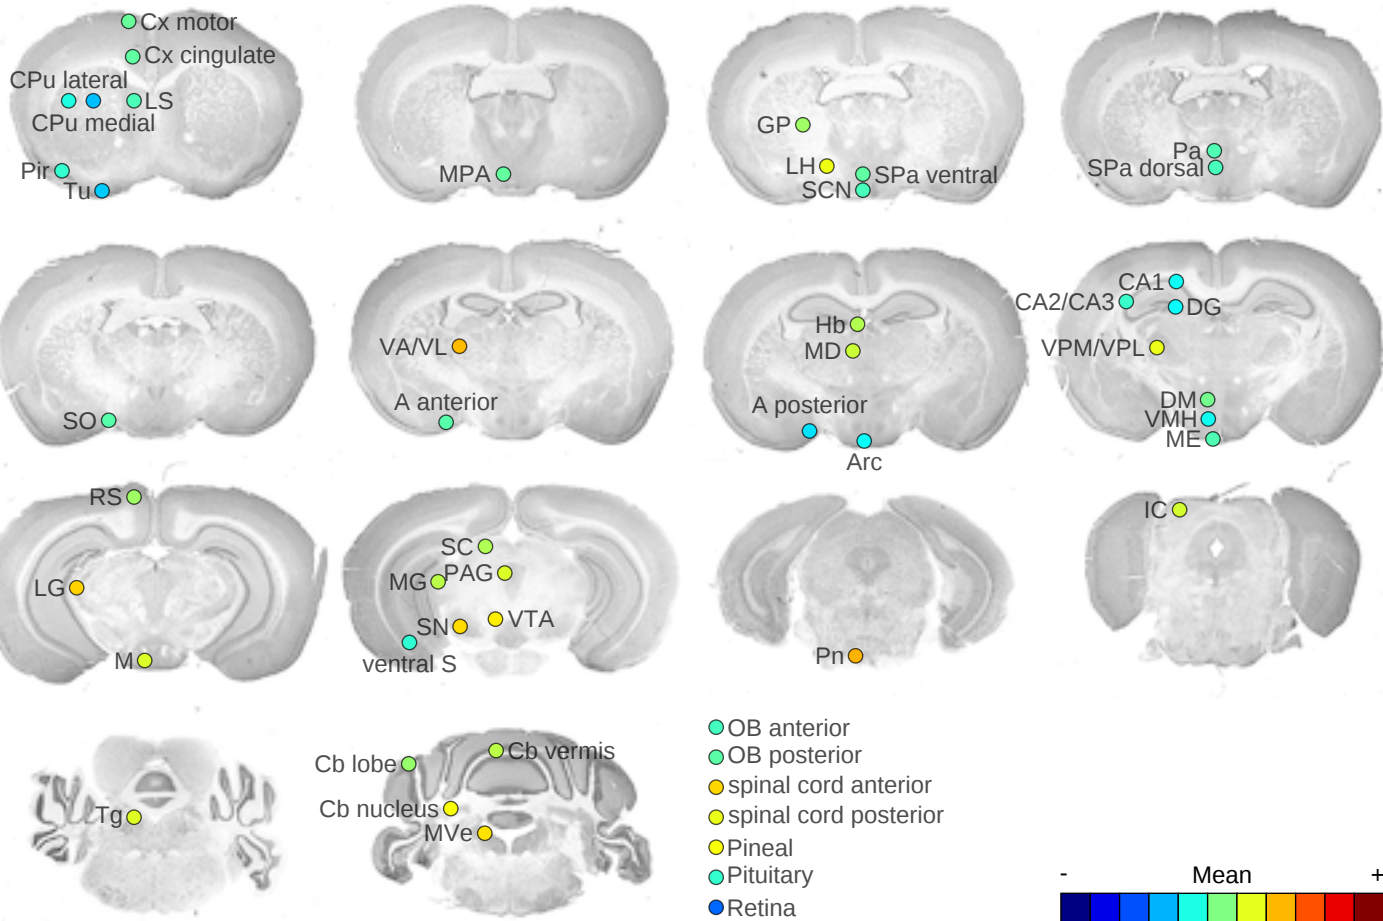 Cx motor
Cx cingulate
CPu lateral
LS
CPu medial
Pir
Tu
MPA
GP
LH
SPa ventral
SCN
Pa
SPa dorsal
SO
VA/VL
A anterior
Hb
MD
A posterior
Arc
CA1
CA2/CA3
DG
VPM/VPL
DM
VMH
ME
RS
LG
M
SC
MG
PAG
SN
VTA
ventral S
Pn
IC
Tg
Cb lobe
Cb vermis
Cb nucleus
MVe
OB anterior
OB posterior
spinal cord anterior
spinal cord posterior
Pineal
Pituitary
Retina
- Mean +